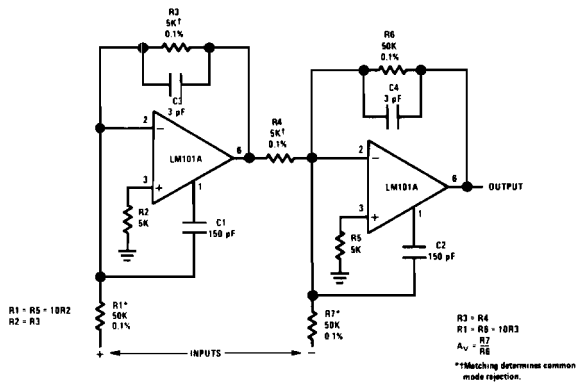 R3
5K†
0.1%
C3
3 pF
2
3
LM101A
6
1
R2
5K
C1
150 pF
R4
5K†
0.1%
R6
50K
0.1%
C4
3 pF
2
3
LM101A
6
1
OUTPUT
R5
5K
C2
150 pF
R1*
50K
0.1%
R7*
50K
0.1%
+ INPUTS −
R1 = R5 = 10R2
R2 = R3
R3 = R4
R1 = R6 = 10R3
AV = R7
R6
*†Matching determines common
mode rejection.